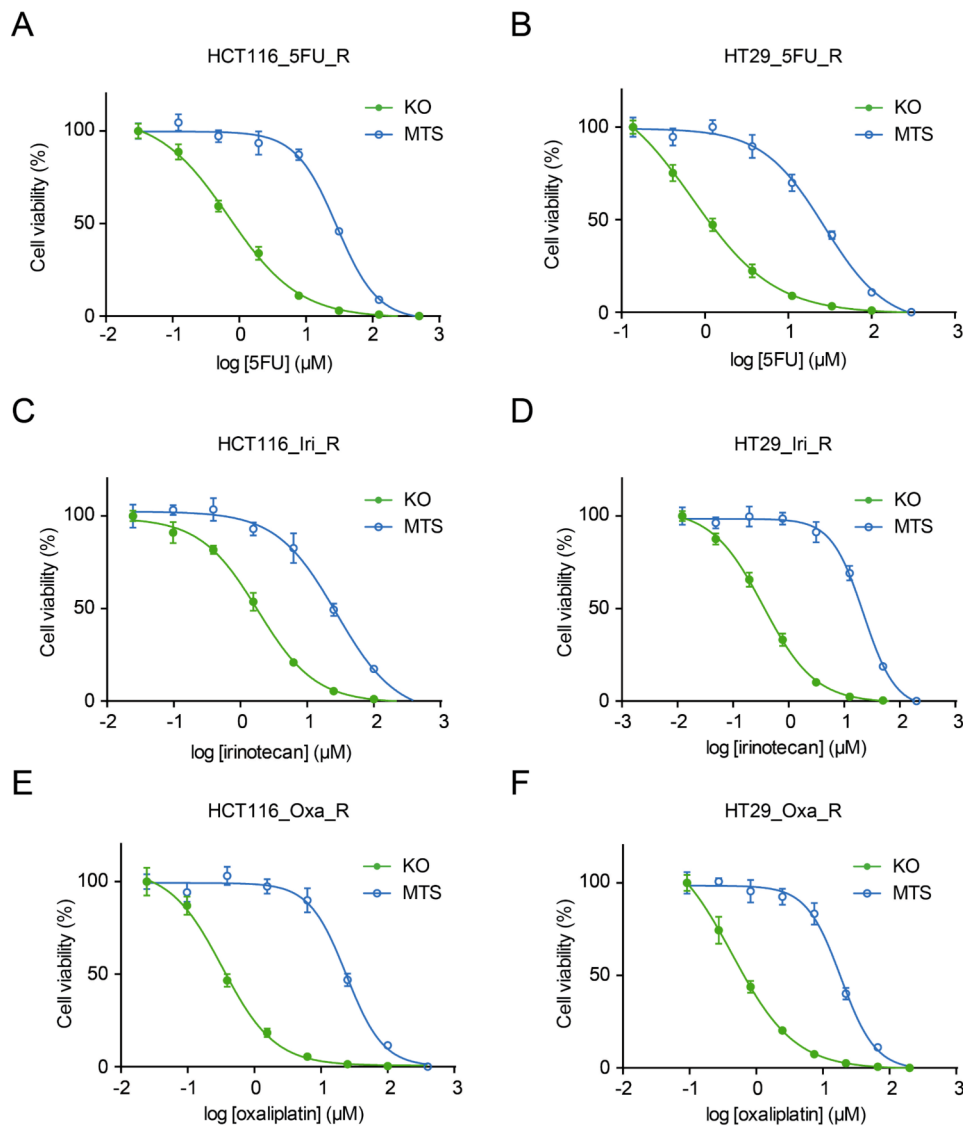 A
HCT116_5FU_R
Cell viability (%)
100
50
0
-2
-1
0
1
2
3
log [5FU] (µM)
KO
MTS
B
HT29_5FU_R
Cell viability (%)
100
50
0
-1
0
1
2
3
log [5FU] (µM)
KO
MTS
C
HCT116_Iri_R
Cell viability (%)
100
50
0
-2
-1
0
1
2
3
log [irinotecan] (µM)
KO
MTS
D
HT29_Iri_R
Cell viability (%)
100
50
0
-3
-2
-1
0
1
2
3
log [irinotecan] (µM)
KO
MTS
E
HCT116_Oxa_R
Cell viability (%)
100
50
0
-2
-1
0
1
2
3
log [oxaliplatin] (µM)
KO
MTS
F
HT29_Oxa_R
Cell viability (%)
100
50
0
-2
-1
0
1
2
3
log [oxaliplatin] (µM)
KO
MTS